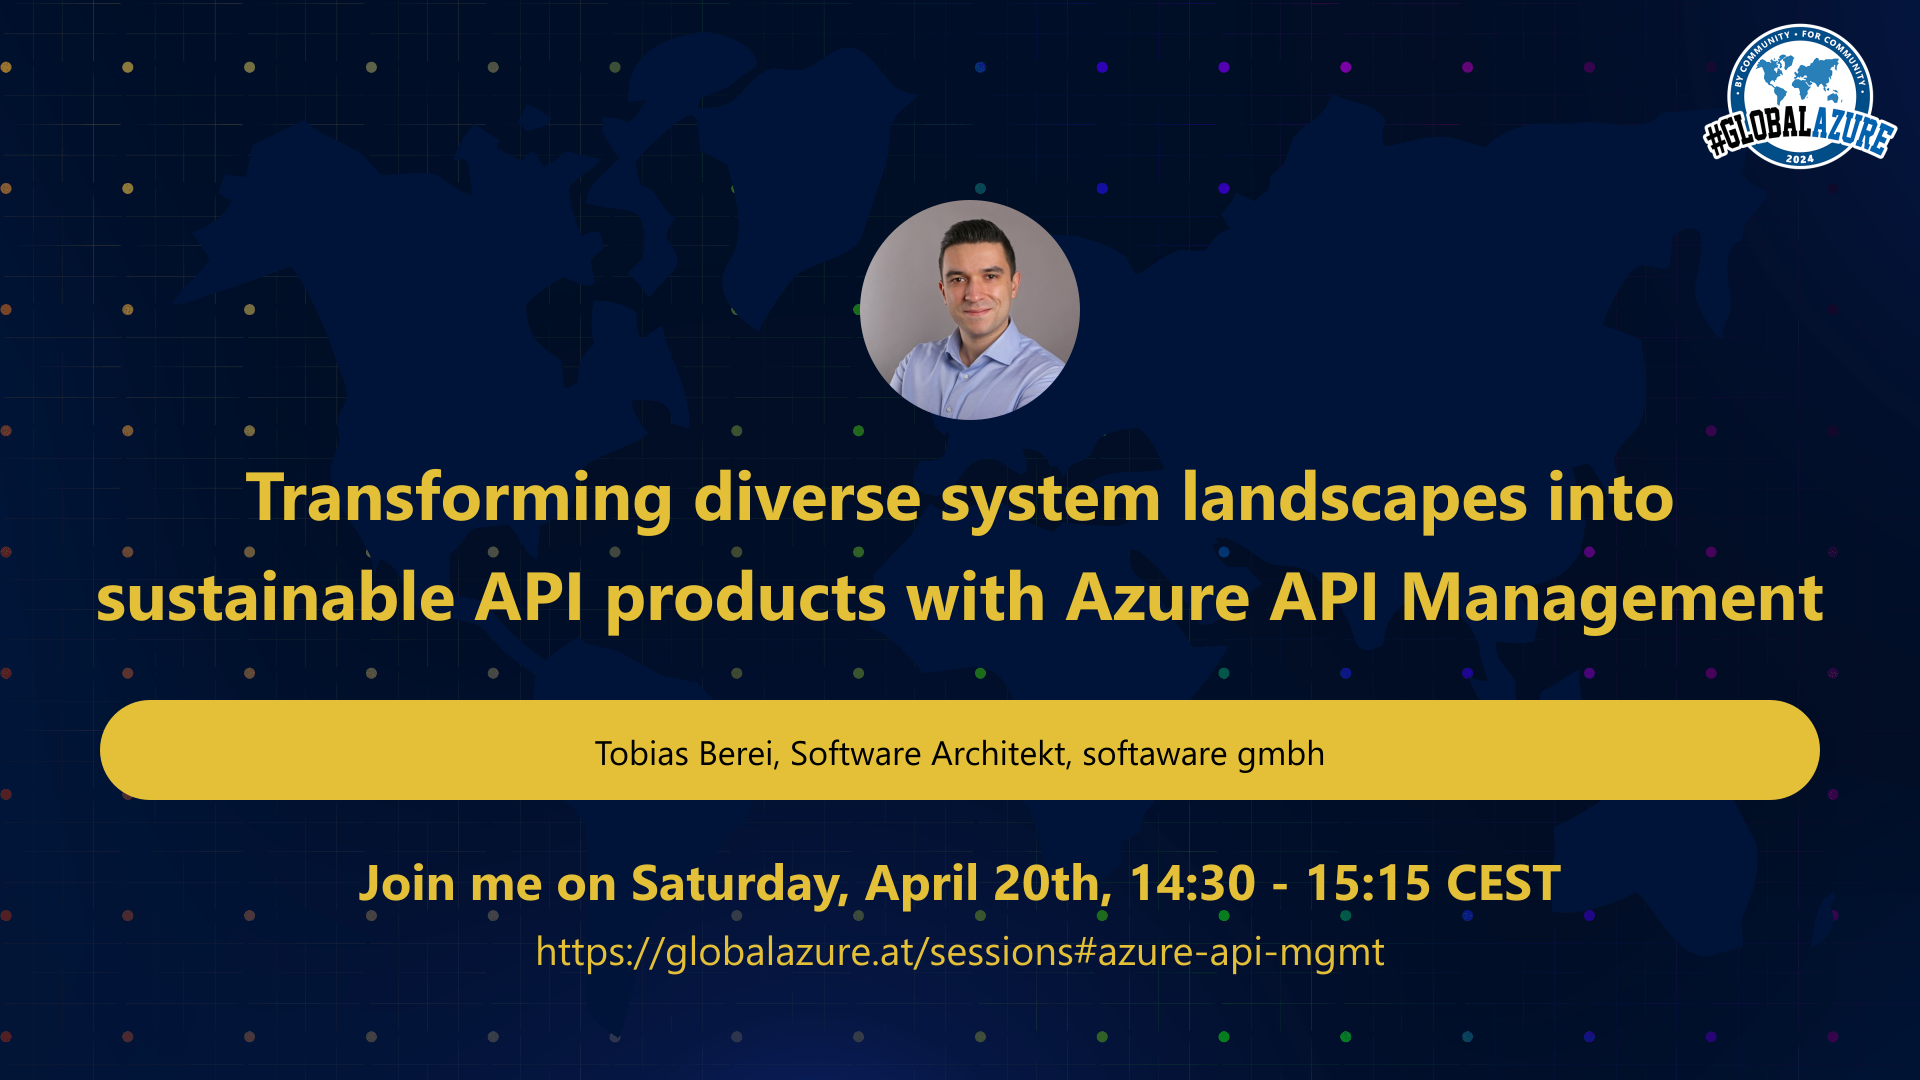 • BY COMMUNITY • FOR COMMUNITY •
#GLOBALAZURE
2024
Transforming diverse system landscapes into
sustainable API products with Azure API Management
Tobias Berei, Software Architekt, softaware gmbh
Join me on Saturday, April 20th, 14:30 - 15:15 CEST
https://globalazure.at/sessions#azure-api-mgmt